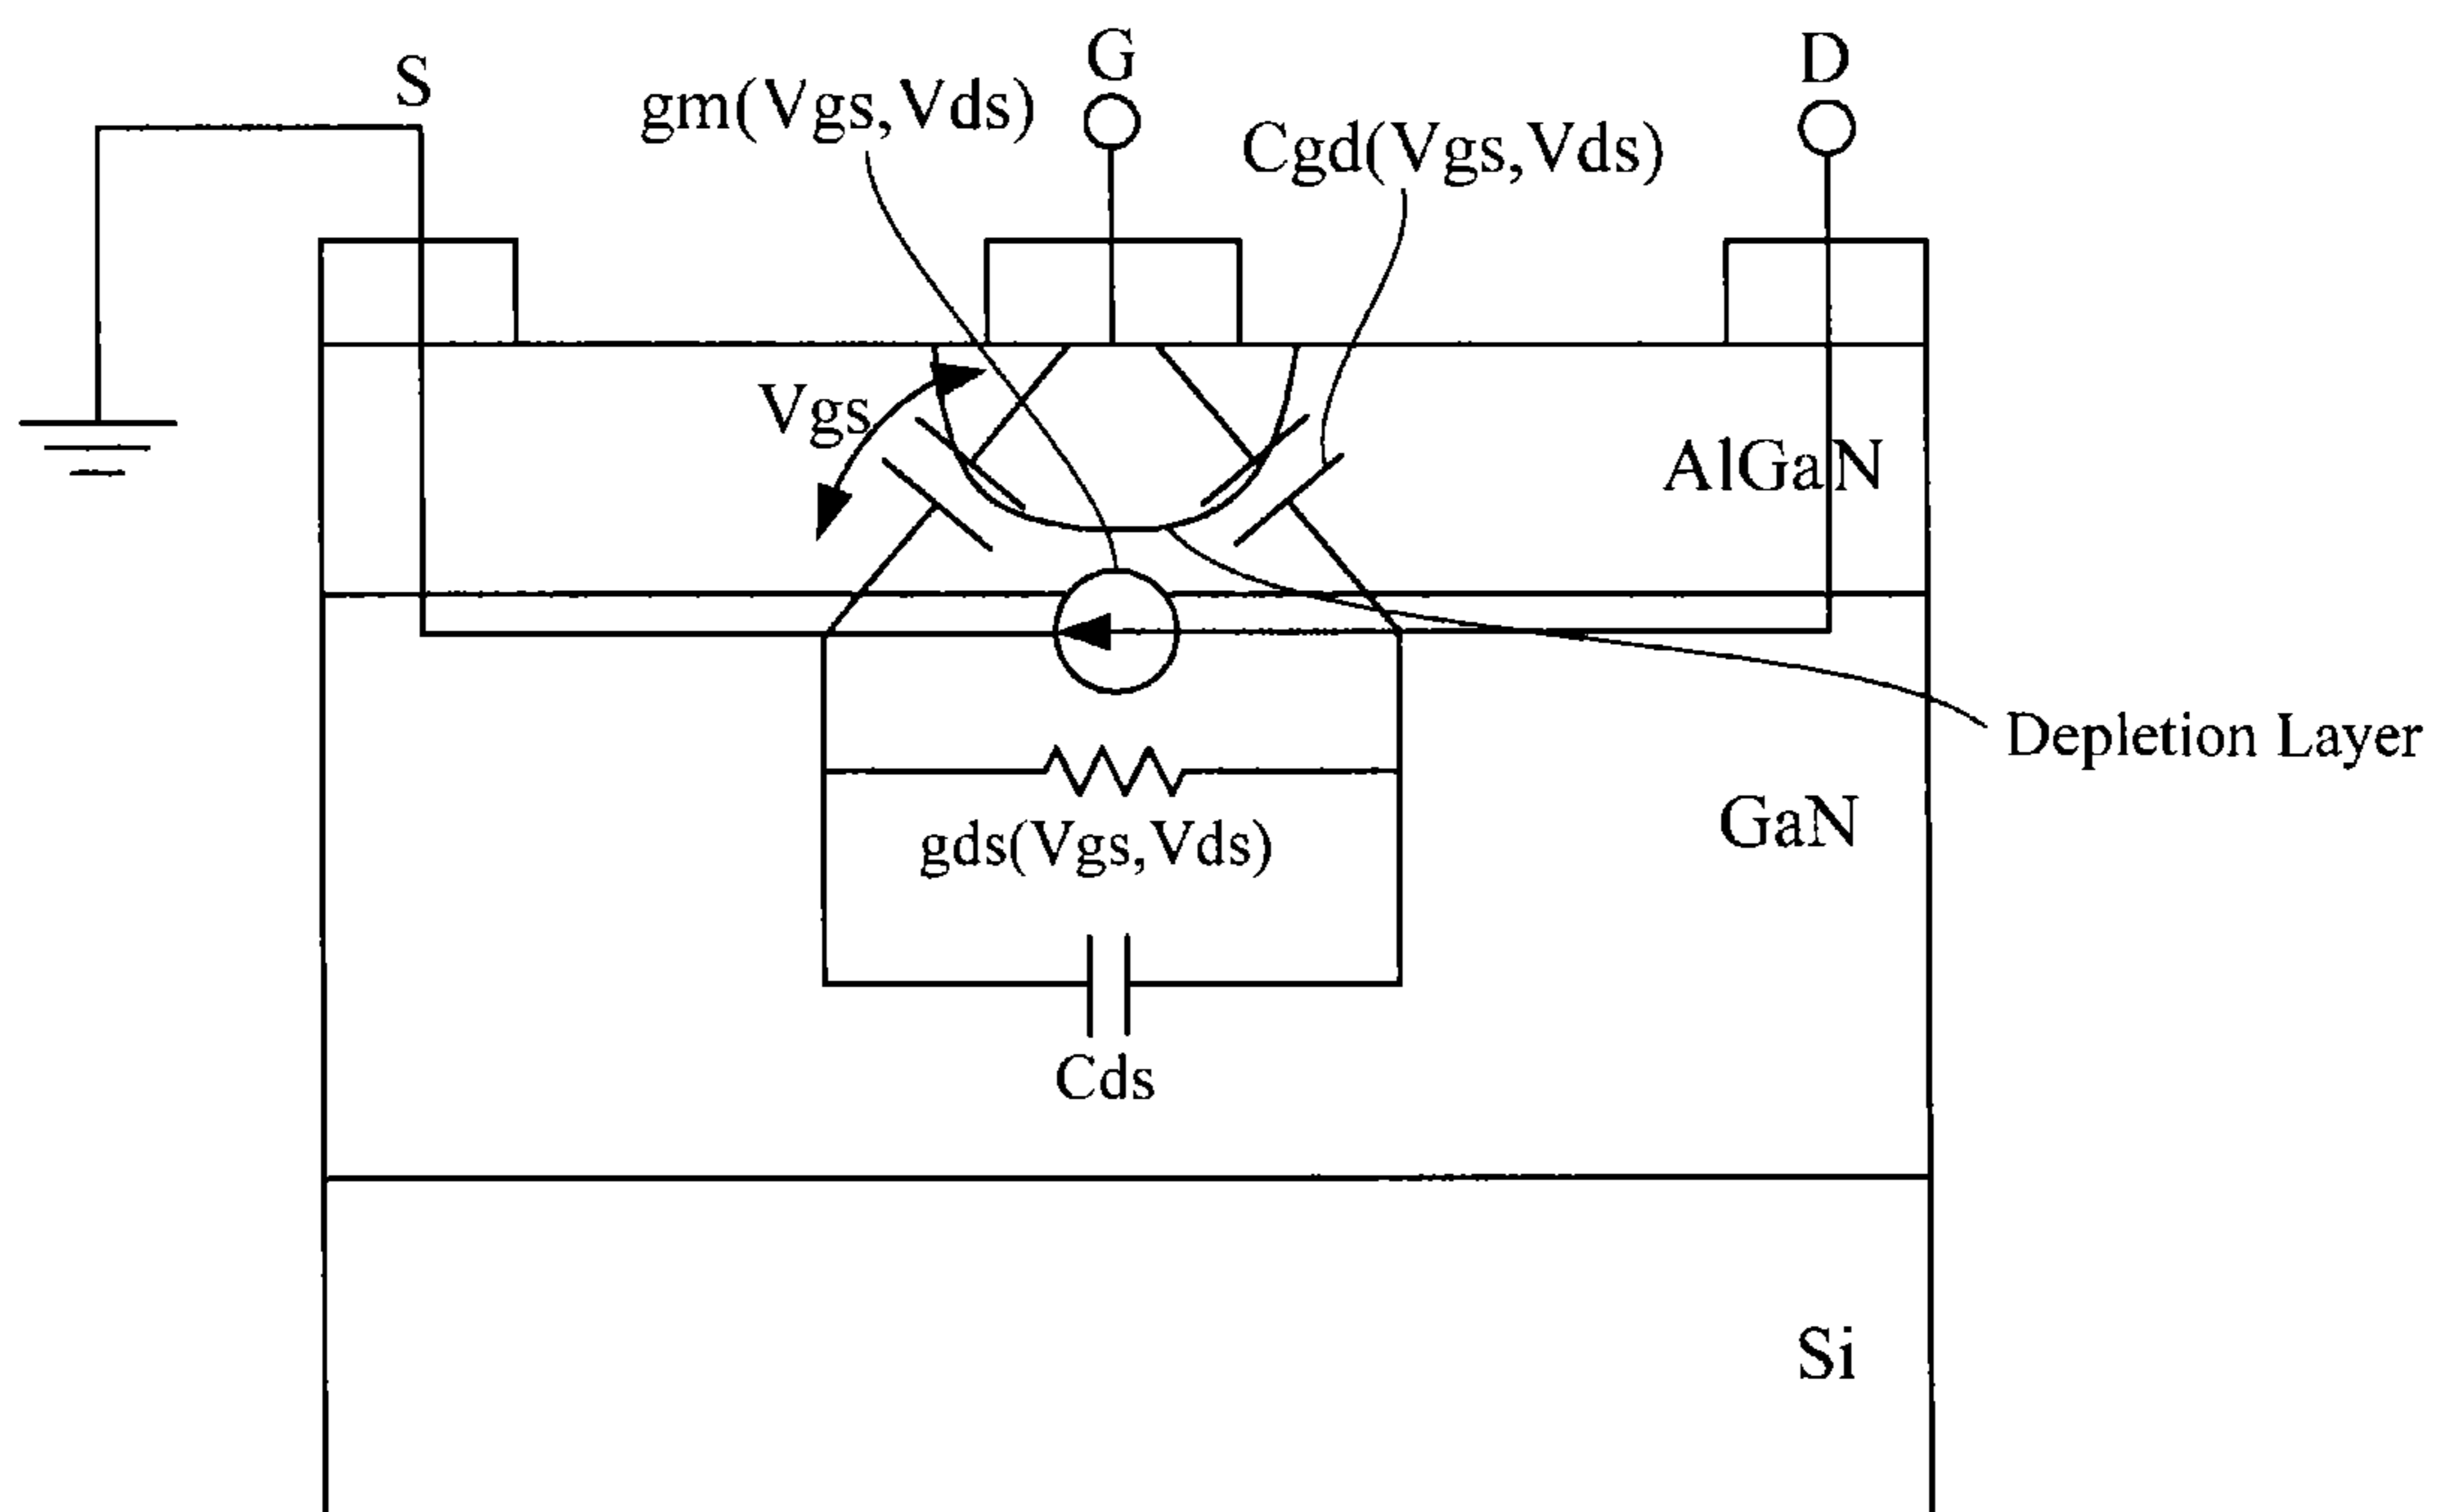 S
G
D
gm(Vgs,Vds)
Cgd(Vgs,Vds)
Vgs
AlGaN
Depletion Layer
GaN
gds(Vgs,Vds)
Cds
Si